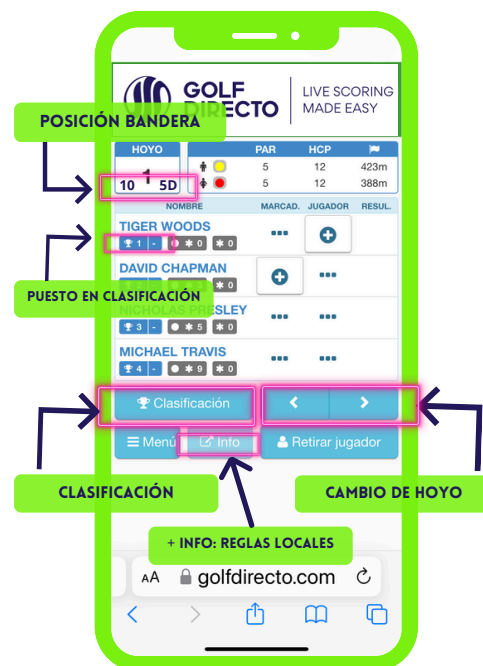 GOLF
DIRECTO
LIVE SCORING
MADE EASY
POSICIÓN BANDERA
HOYO PAR HCP
1
10 5D
5 12 423m
5 12 388m
NOMBRE MARCAD. JUGADOR RESUL.
TIGER WOODS
1 - 0 0
DAVID CHAPMAN
PUESTO EN CLASIFICACIÓN
NICHOLAS PRESLEY
3 - 5 0
MICHAEL TRAVIS
4 - 9 0
Clasificación < >
Menú Info Retirar jugador
CLASIFICACIÓN
CAMBIO DE HOYO
+ INFO: REGLAS LOCALES
AA golfdirecto.com